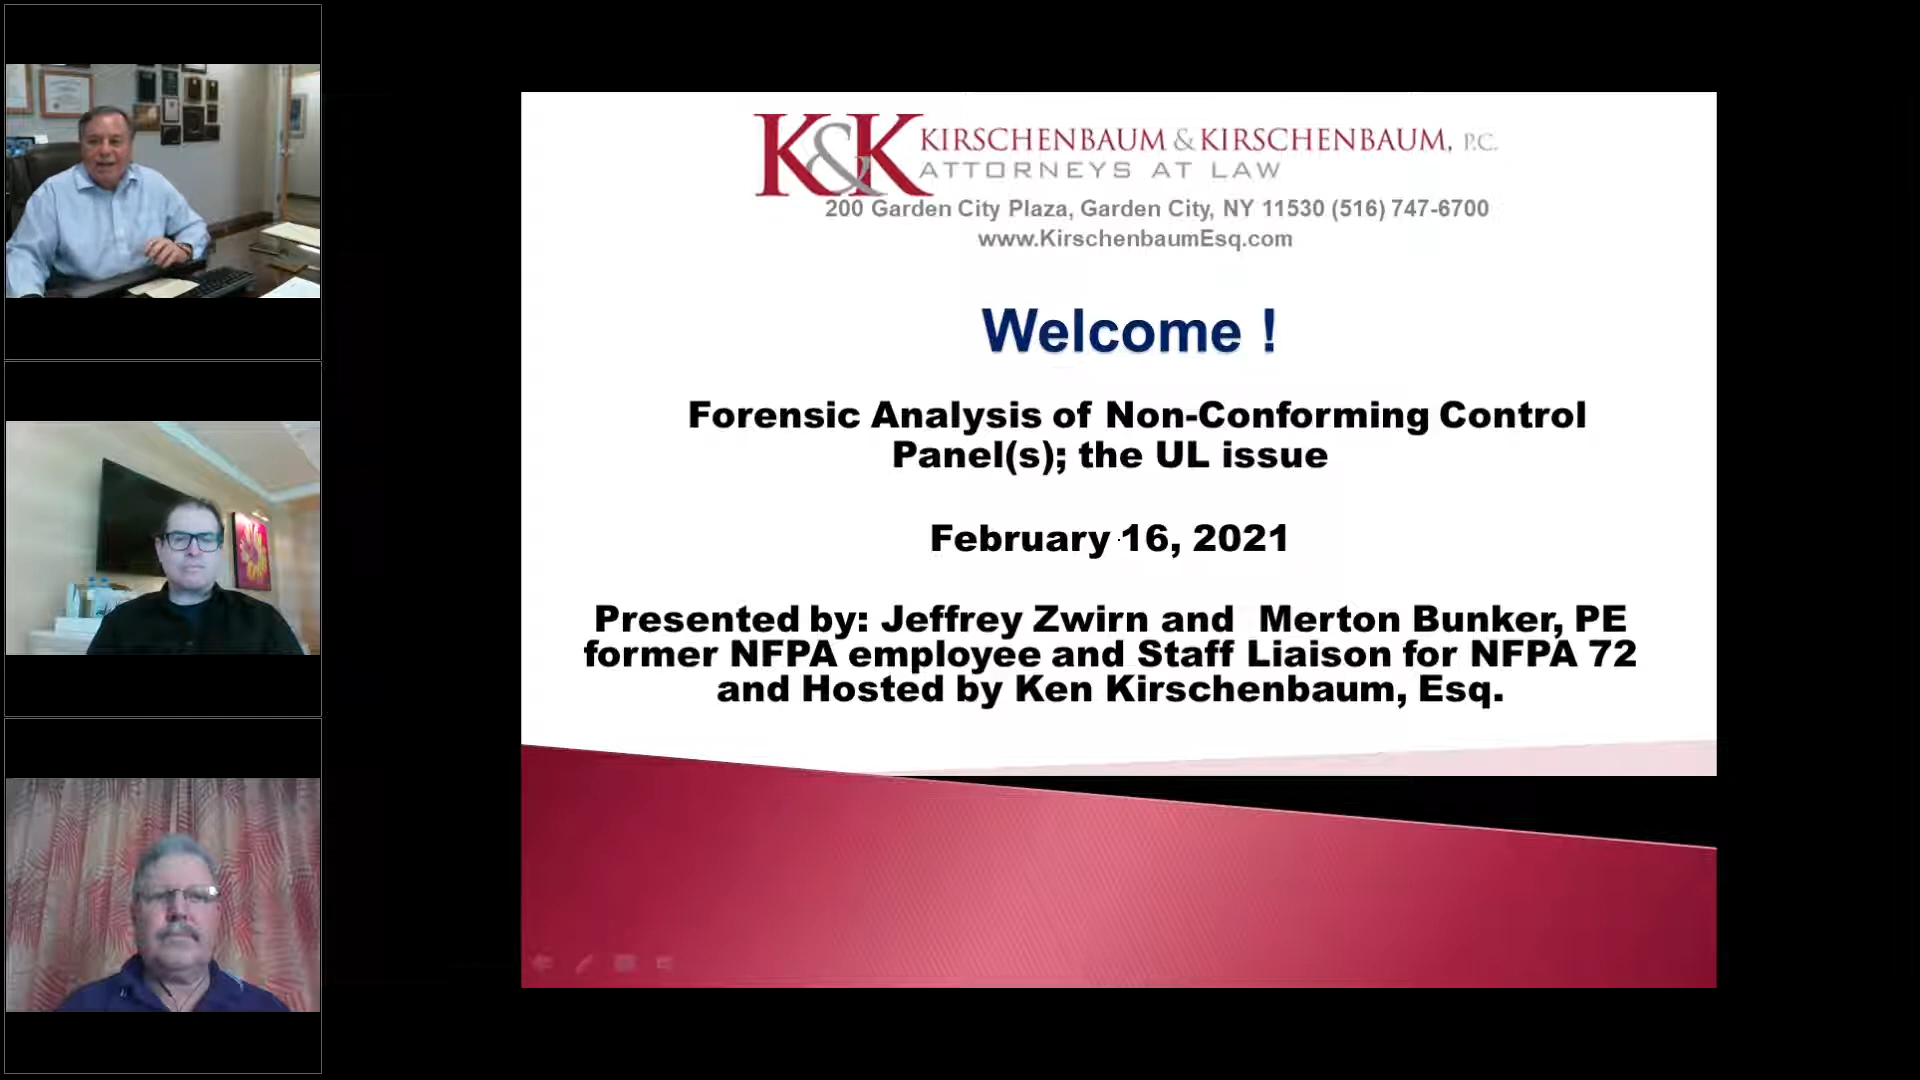 K&K KIRSCHENBAUM & KIRSCHENBAUM, P.C.
ATTORNEYS AT LAW
200 Garden City Plaza, Garden City, NY 11530 (516) 747-6700
www.KirschenbaumEsq.com
Welcome !
Forensic Analysis of Non-Conforming Control
Panel(s); the UL issue
February 16, 2021
Presented by: Jeffrey Zwirn and Merton Bunker, PE
former NFPA employee and Staff Liaison for NFPA 72
and Hosted by Ken Kirschenbaum, Esq.